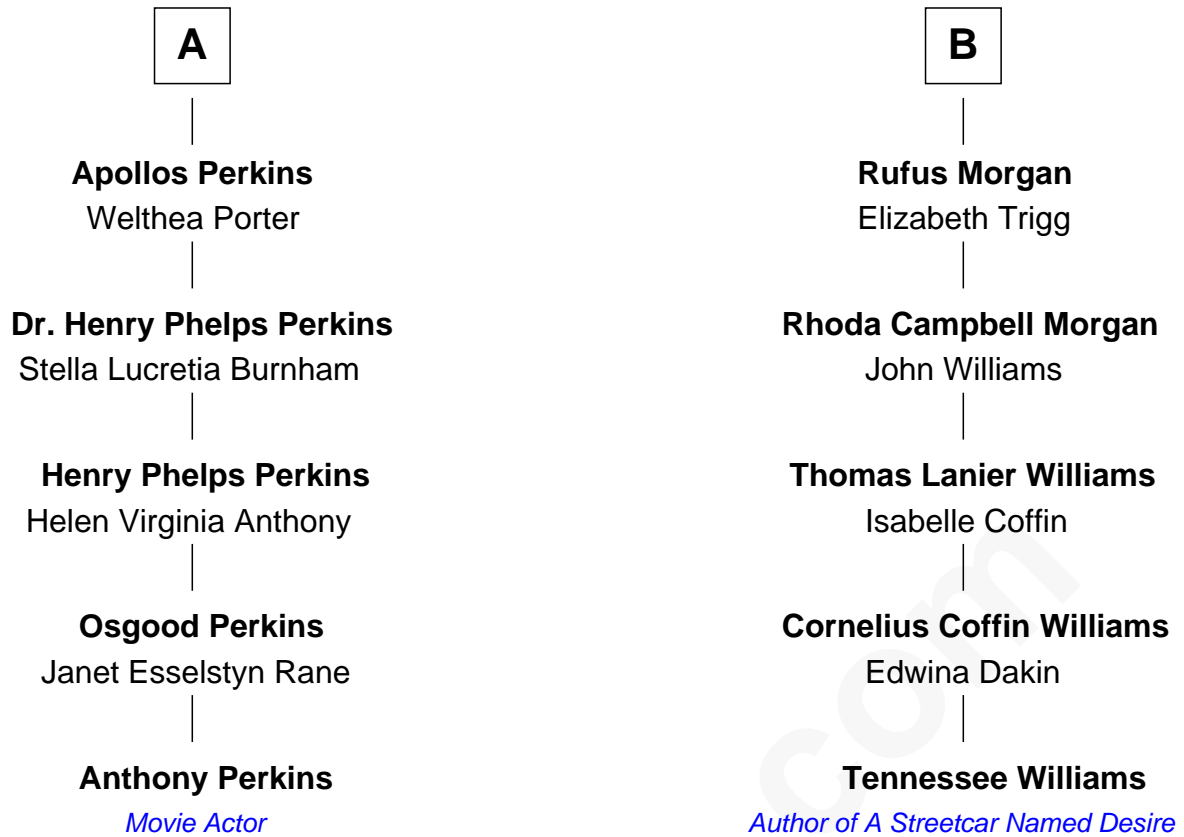 A
Apollos Perkins
Welthea Porter
Dr. Henry Phelps Perkins
Stella Lucretia Burnham
Henry Phelps Perkins
Helen Virginia Anthony
Osgood Perkins
Janet Esselstyn Rane
Anthony Perkins
Movie Actor
B
Rufus Morgan
Elizabeth Trigg
Rhoda Campbell Morgan
John Williams
Thomas Lanier Williams
Isabelle Coffin
Cornelius Coffin Williams
Edwina Dakin
Tennessee Williams
Author of A Streetcar Named Desire
com